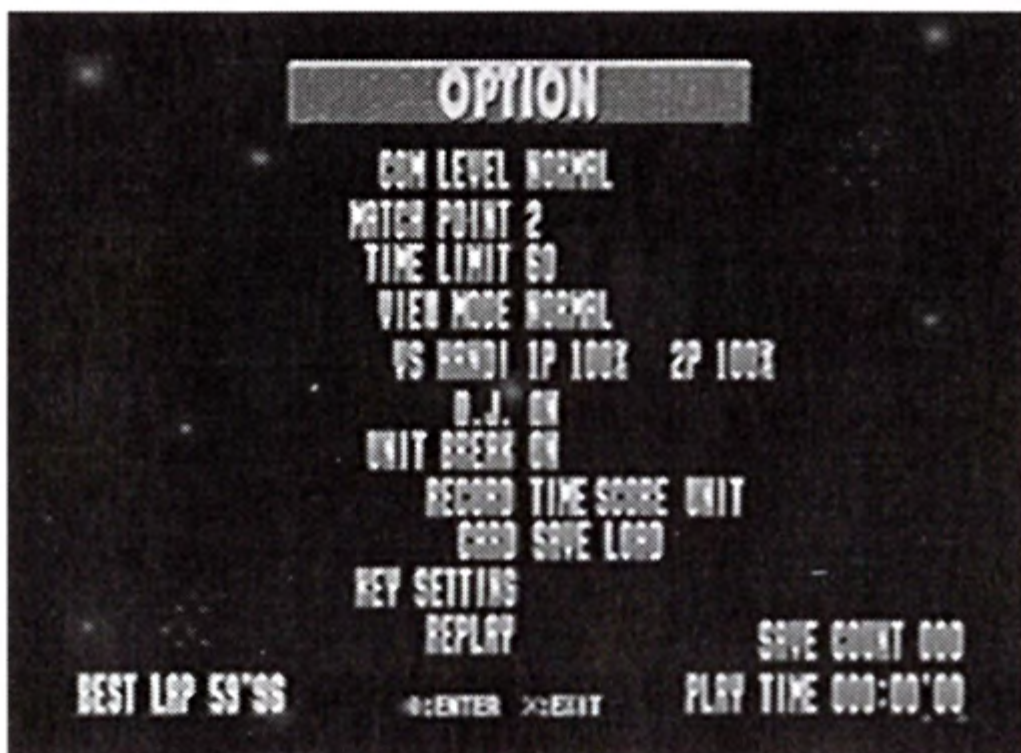 OPTION
COM LEVEL NORMAL
MATCH POINT 2
TIME LIMIT 60
VIEW MODE NORMAL
VS HANDI 1P 100% 2P 100%
D.J. ON
UNIT BREAK ON
RECORD TIME SCORE UNIT
CARD SAVE LOAD
KEY SETTING
REPLAY
SAVE COUNT 000
BEST LAP 59"96
:ENTER ×:EXIT
PLAY TIME 000:00'00